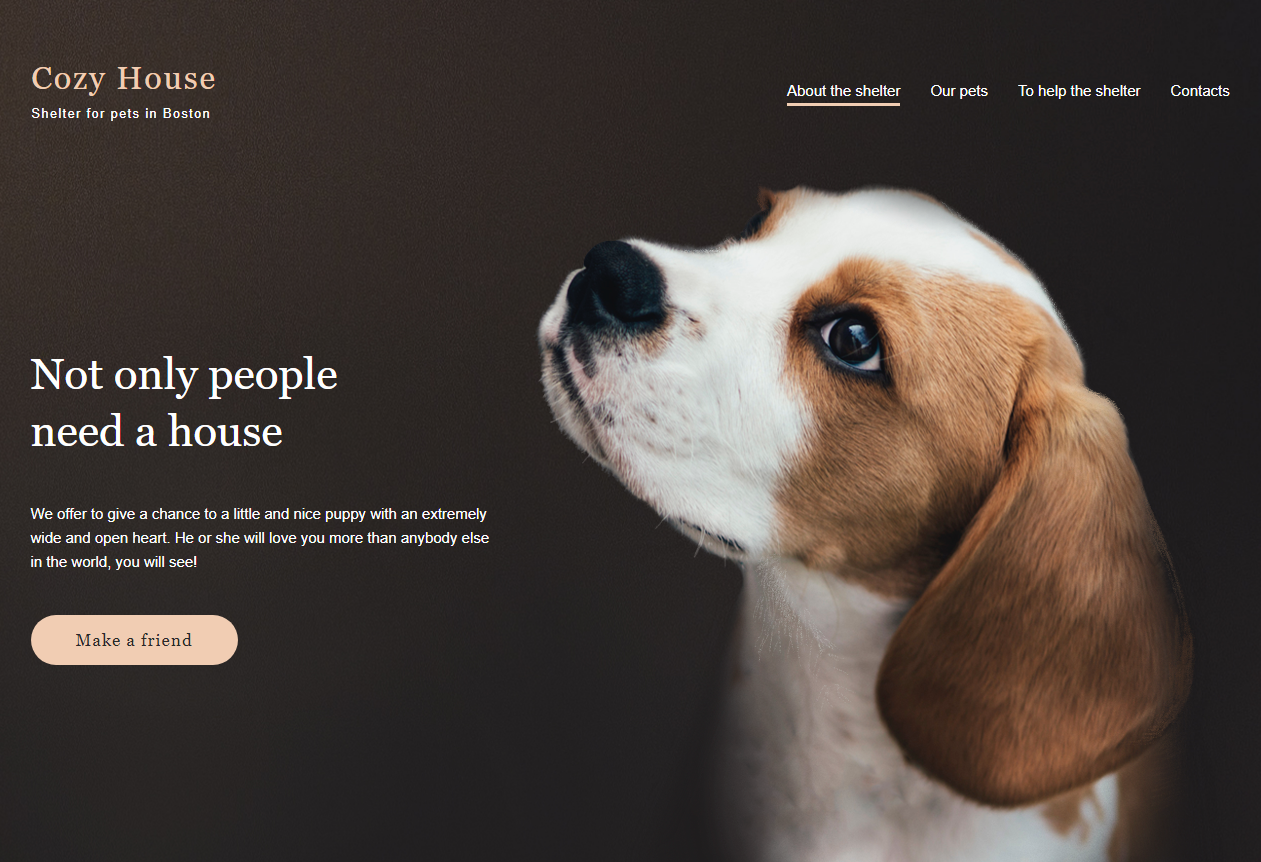 Cozy House
Shelter for pets in Boston
About the shelter
Our pets
To help the shelter
Contacts
Not only people
need a house
We offer to give a chance to a little and nice puppy with an extremely
wide and open heart. He or she will love you more than anybody else
in the world, you will see!
Make a friend